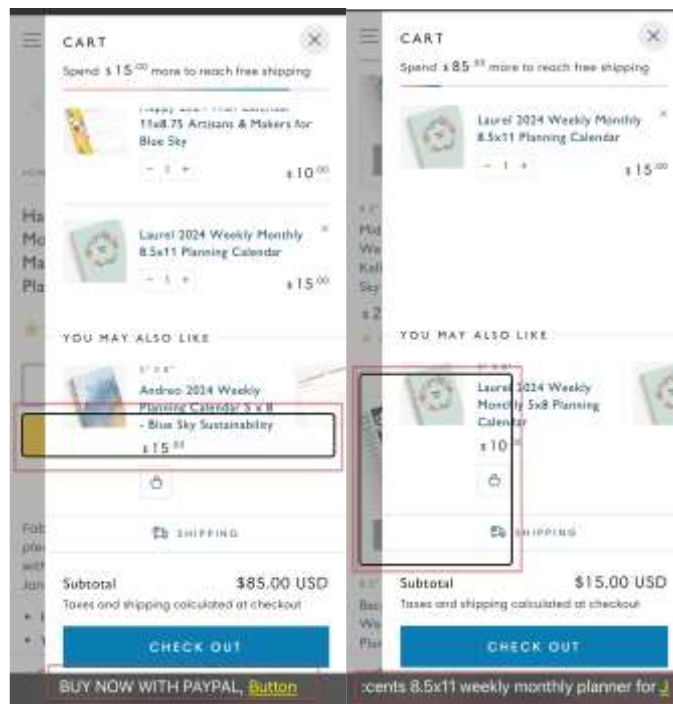 CART
Spend $ 15.00 more to reach free shipping
11x8.75 Artisans & Makers for
Blue Sky
- 1 +
$10.00
Laurel 2024 Weekly Monthly
8.5x11 Planning Calendar
×
- 1 +
$15.00
YOU MAY ALSO LIKE
5" X 8"
Andreo 2024 Weekly
Planning Calendar 5 x 8
- Blue Sky Sustainability
$15.00
SHIPPING
Subtotal
$85.00 USD
Taxes and shipping calculated at checkout
CHECK OUT
BUY NOW WITH PAYPAL, Button
CART
Spend $ 85.00 more to reach free shipping
Laurel 2024 Weekly Monthly
8.5x11 Planning Calendar
×
- 1 +
$15.00
YOU MAY ALSO LIKE
Laurel 2024 Weekly
Monthly 5x8 Planning
Calendar
$10
SHIPPING
Subtotal
$15.00 USD
Taxes and shipping calculated at checkout
CHECK OUT
:cents 8.5x11 weekly monthly planner for J